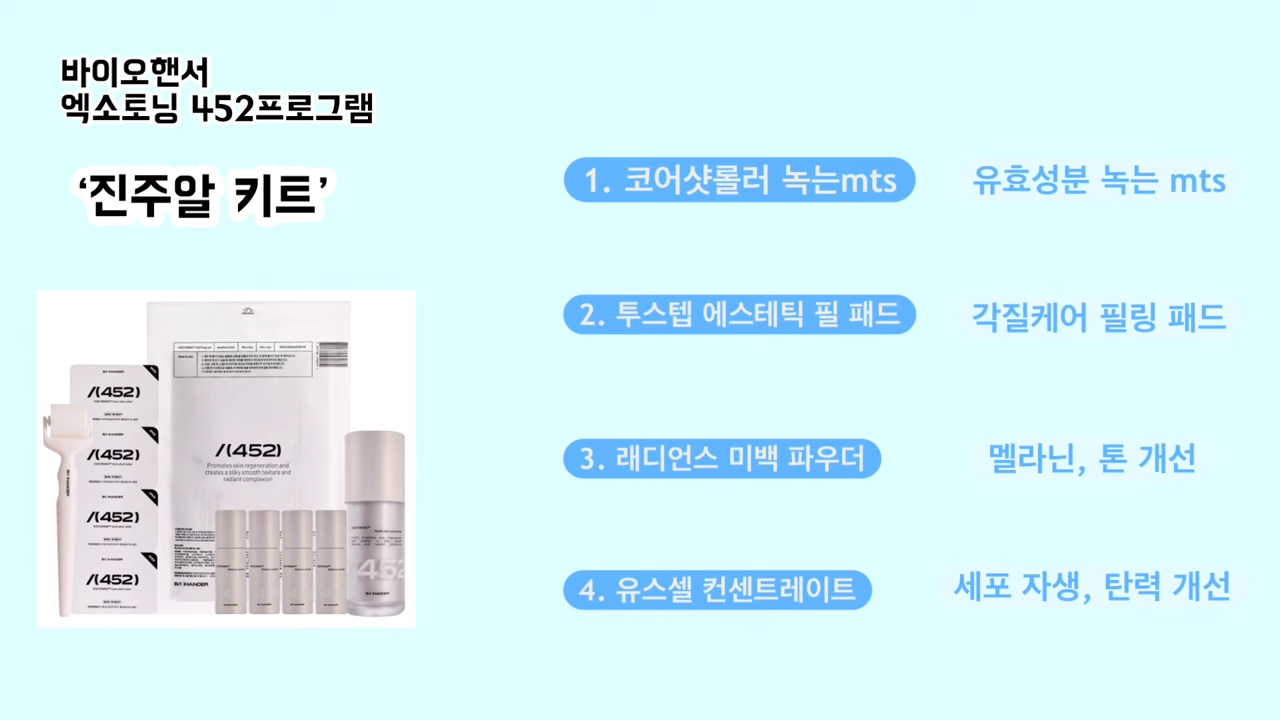 바이오핸서
엑소토닝 452프로그램
‘진주알 키트’
1. 코어샷롤러 녹는mts
유효성분 녹는 mts
2. 투스텝 에스테틱 필 패드
각질케어 필링 패드
3. 래디언스 미백 파우더
멜라닌, 톤 개선
4. 유스셀 컨센트레이트
세포 자생, 탄력 개선
/(452)
/(452)
/(452)
/(452)
/(452)
Promotes skin regeneration and
creates a silky smooth texture and
radiant complexion
452